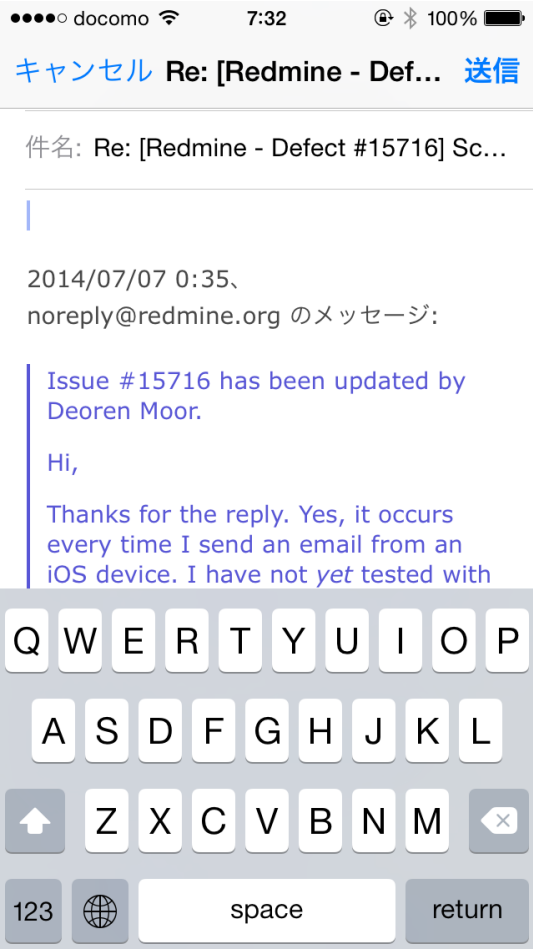 docomo 7:32 100%
キャンセル Re: [Redmine - Def... 送信
件名: Re: [Redmine - Defect #15716] Sc...
2014/07/07 0:35、
noreply@redmine.org のメッセージ:
Issue #15716 has been updated by
Deoren Moor.
Hi,
Thanks for the reply. Yes, it occurs
every time I send an email from an
iOS device. I have not yet tested with
Q W E R T Y U I O P
A S D F G H J K L
Z X C V B N M
123 space return